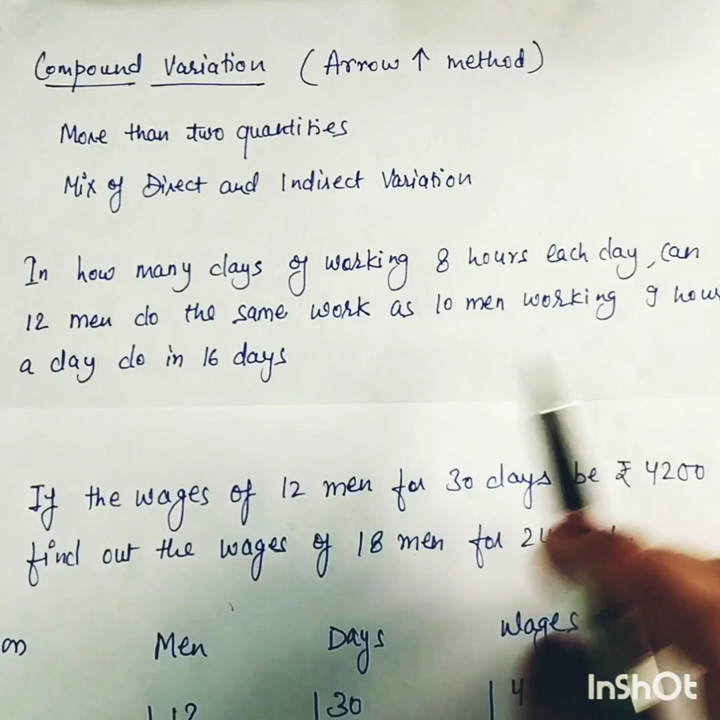 Compound Variation (Arrow ↑ method)
More than two quantities
Mix of Direct and Indirect Variation
In how many days of working 8 hours each day, can
12 men do the same work as 10 men working 9 hour
a day do in 16 days
If the wages of 12 men for 30 days be ₹ 4200
find out the wages of 18 men for
Men Days Wages
12 30 4
InShOt